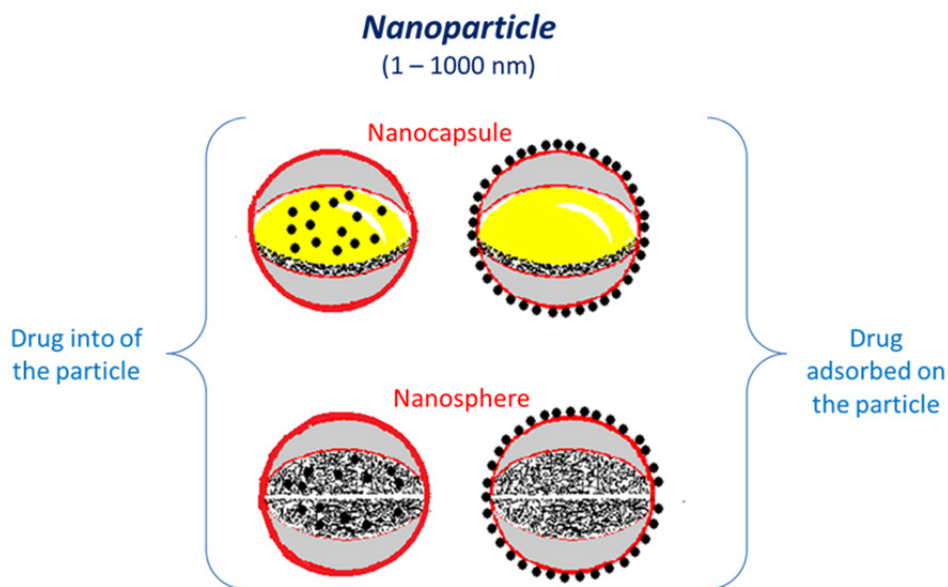 Nanoparticle
(1 – 1000 nm)
Nanocapsule
Drug into of
the particle
Drug
adsorbed on
the particle
Nanosphere